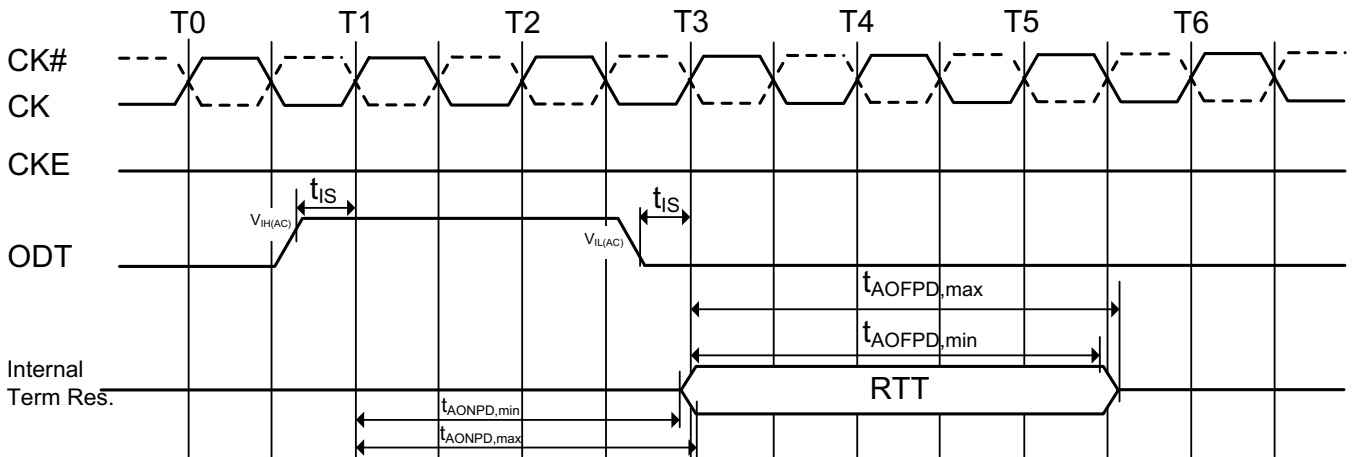 T0 T1 T2 T3 T4 T5 T6
CK#
CK
CKE
tIS
tIS
VIH(AC)
VIL(AC)
ODT
tAOFPD,max
tAOFPD,min
Internal
Term Res.
RTT
tAONPD,min
tAONPD,max